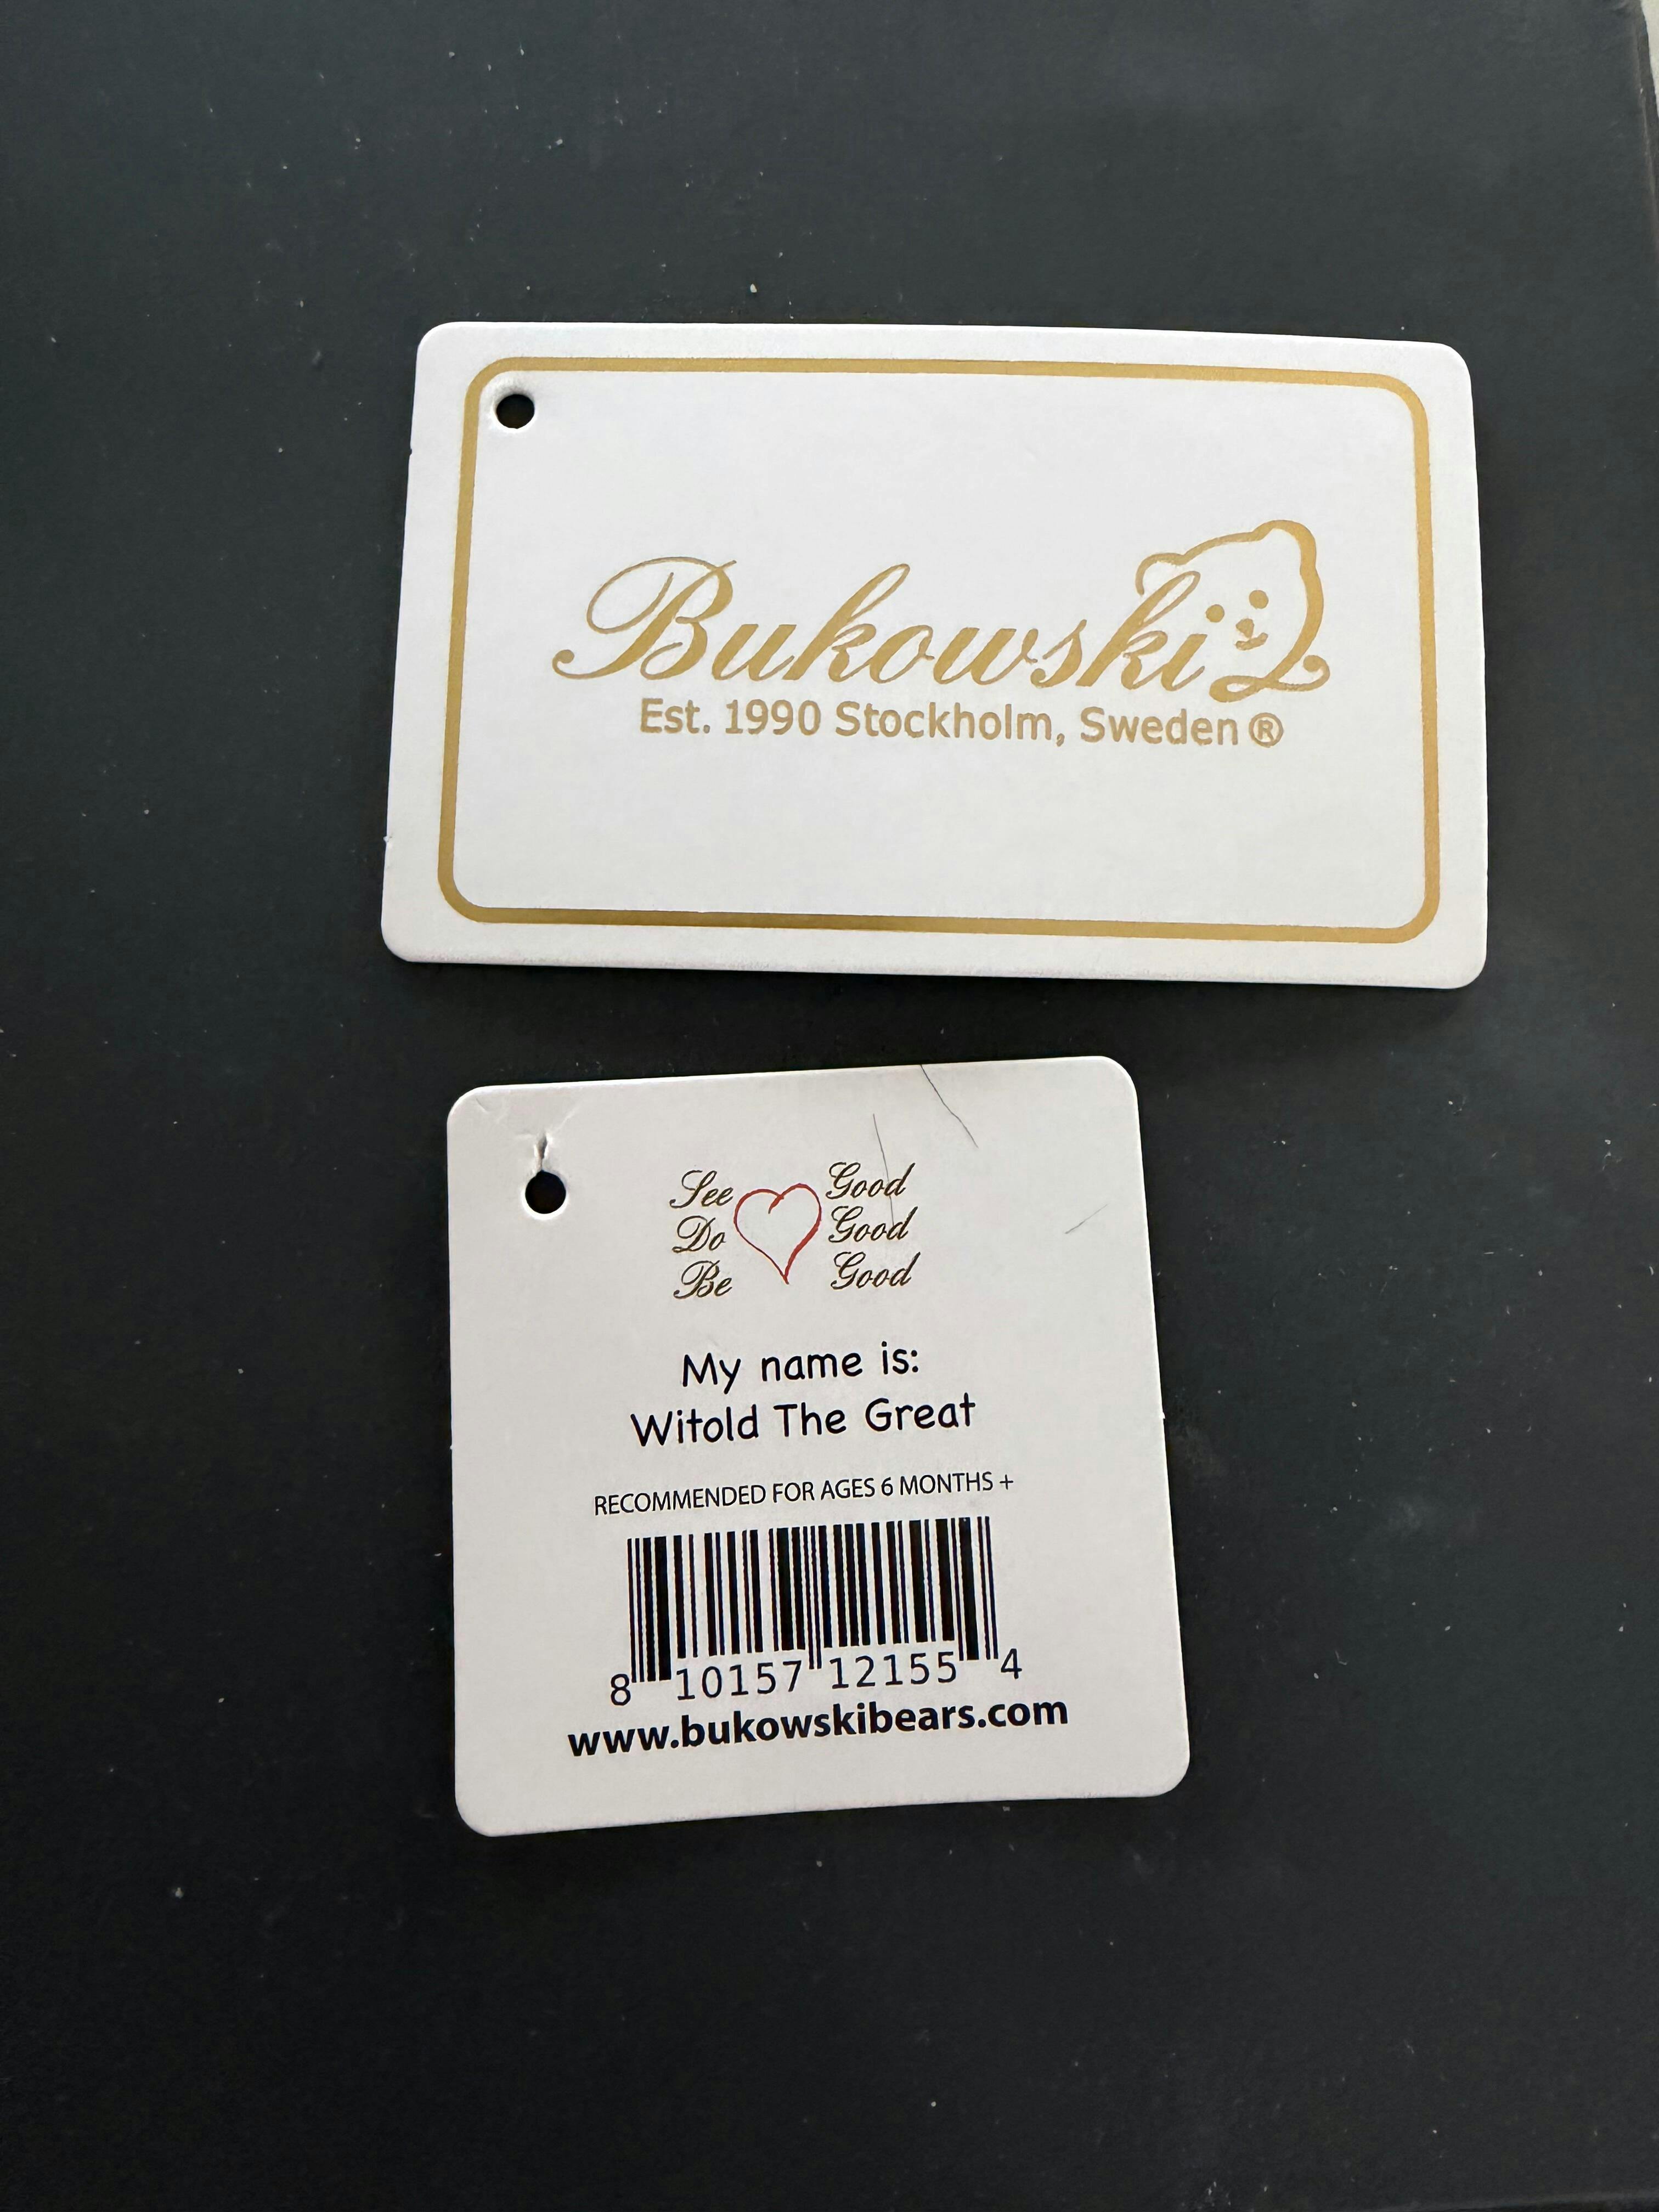 Bukowski
Est. 1990 Stockholm, Sweden ®
See Good
Do Good
Be Good
My name is:
Witold The Great
RECOMMENDED FOR AGES 6 MONTHS +
8 10157 12155 4
www.bukowskibears.com